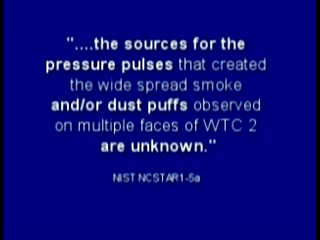 "....the sources for the
pressure pulses that created
the wide spread smoke
and/or dust puffs observed
on multiple faces of WTC 2
are unknown."
NIST NCSTAR1-5a